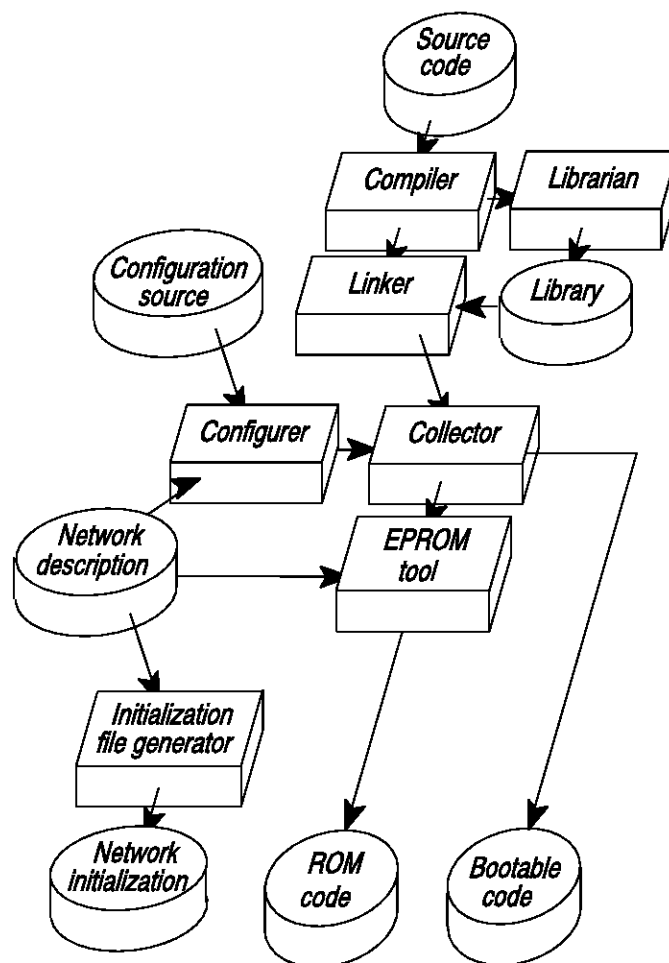 Source
code
Compiler
Librarian
Configuration
source
Linker
Library
Configurer
Collector
Network
description
EPROM
tool
Initialization
file generator
Network
initialization
ROM
code
Bootable
code